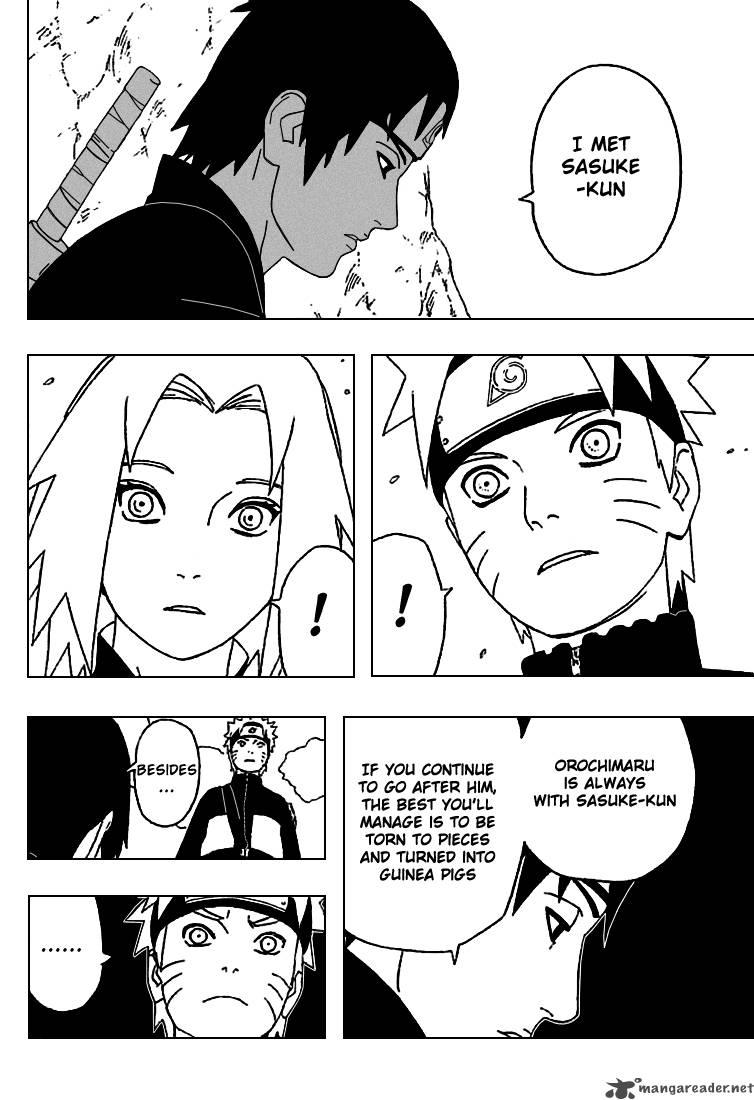 I MET
SASUKE
-KUN
!
!
OROCHIMARU
IS ALWAYS
WITH SASUKE-KUN
IF YOU CONTINUE
TO GO AFTER HIM,
THE BEST YOU'LL
MANAGE IS TO BE
TORN TO PIECES
AND TURNED INTO
GUINEA PIGS
BESIDES
...
......
mangareader.net